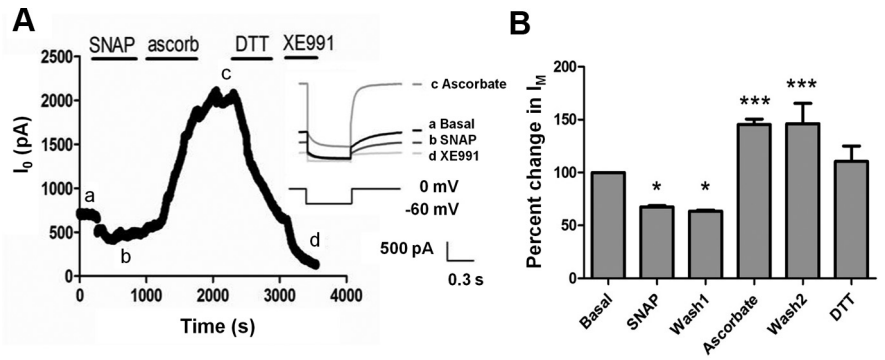 A
SNAP ascorb DTT XE991
I0 (pA)
2500
2000
1500
1000
500
0
a
b
c
d
0 1000 2000 3000 4000
Time (s)
c Ascorbate
a Basal
b SNAP
d XE991
0 mV
-60 mV
500 pA
0.3 s
B
Percent change in IM
200
150
100
50
0
* * *** ***
Basal
SNAP
Wash1
Ascorbate
Wash2
DTT